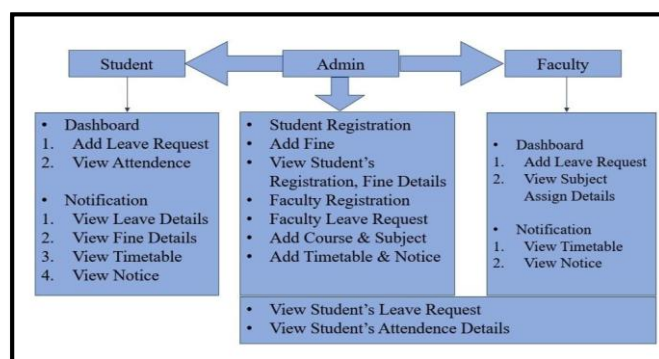 Student
Admin
Faculty
• Dashboard
1. Add Leave Request
2. View Attendence
• Notification
1. View Leave Details
2. View Fine Details
3. View Timetable
4. View Notice
• Student Registration
• Add Fine
• View Student's
Registration, Fine Details
• Faculty Registration
• Faculty Leave Request
• Add Course & Subject
• Add Timetable & Notice
• Dashboard
1. Add Leave Request
2. View Subject
Assign Details
• Notification
1. View Timetable
2. View Notice
• View Student's Leave Request
• View Student's Attendence Details